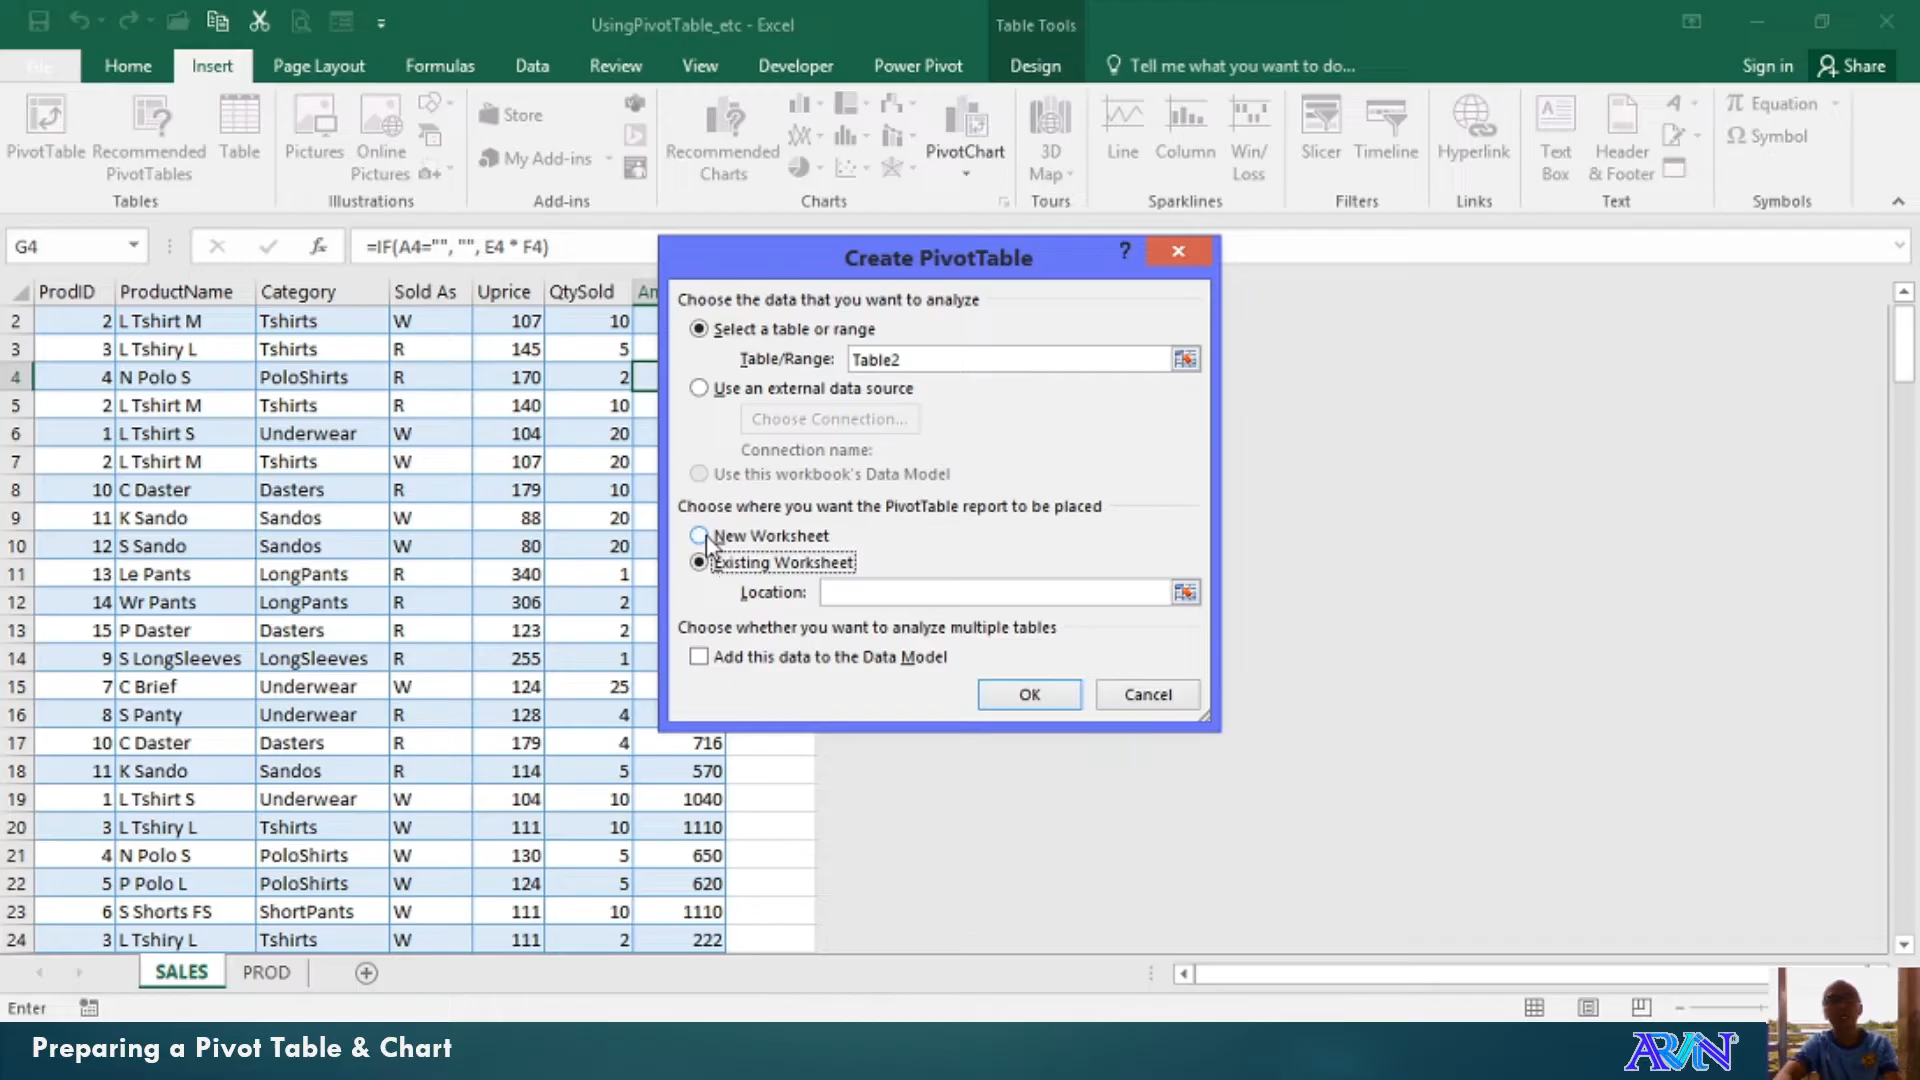 UsingPivotTable_etc - Excel
Table Tools
File Home Insert Page Layout Formulas Data Review View Developer Power Pivot Design Tell me what you want to do... Sign in Share
PivotTable Recommended PivotTables Table
Pictures Online Pictures
Store
My Add-ins
Recommended Charts
PivotChart
3D Map
Line Column Win/ Loss
Slicer Timeline
Hyperlink
Text Box Header & Footer
Equation
Symbol
Tables Illustrations Add-ins Charts Tours Sparklines Filters Links Text Symbols
G4 fx =IF(A4="", "", E4 * F4)
ProdID ProductName Category Sold As Uprice QtySold Am
2 2 L Tshirt M Tshirts W 107 10
3 3 L Tshiry L Tshirts R 145 5
4 4 N Polo S PoloShirts R 170 2
5 2 L Tshirt M Tshirts R 140 10
6 1 L Tshirt S Underwear W 104 20
7 2 L Tshirt M Tshirts W 107 20
8 10 C Daster Dasters R 179 10
9 11 K Sando Sandos W 88 20
10 12 S Sando Sandos W 80 20
11 13 Le Pants LongPants R 340 1
12 14 Wr Pants LongPants R 306 2
13 15 P Daster Dasters R 123 2
14 9 S LongSleeves LongSleeves R 255 1
15 7 C Brief Underwear W 124 25
16 8 S Panty Underwear R 128 4
17 10 C Daster Dasters R 179 4 716
18 11 K Sando Sandos R 114 5 570
19 1 L Tshirt S Underwear W 104 10 1040
20 3 L Tshiry L Tshirts W 111 10 1110
21 4 N Polo S PoloShirts W 130 5 650
22 5 P Polo L PoloShirts W 124 5 620
23 6 S Shorts FS ShortPants W 111 10 1110
24 3 L Tshiry L Tshirts W 111 2 222
Create PivotTable ?
Choose the data that you want to analyze
Select a table or range
Table/Range: Table2
Use an external data source
Choose Connection...
Connection name:
Use this workbook's Data Model
Choose where you want the PivotTable report to be placed
New Worksheet
Existing Worksheet
Location:
Choose whether you want to analyze multiple tables
Add this data to the Data Model
OK Cancel
SALES PROD
Enter
Preparing a Pivot Table & Chart
ARVIN